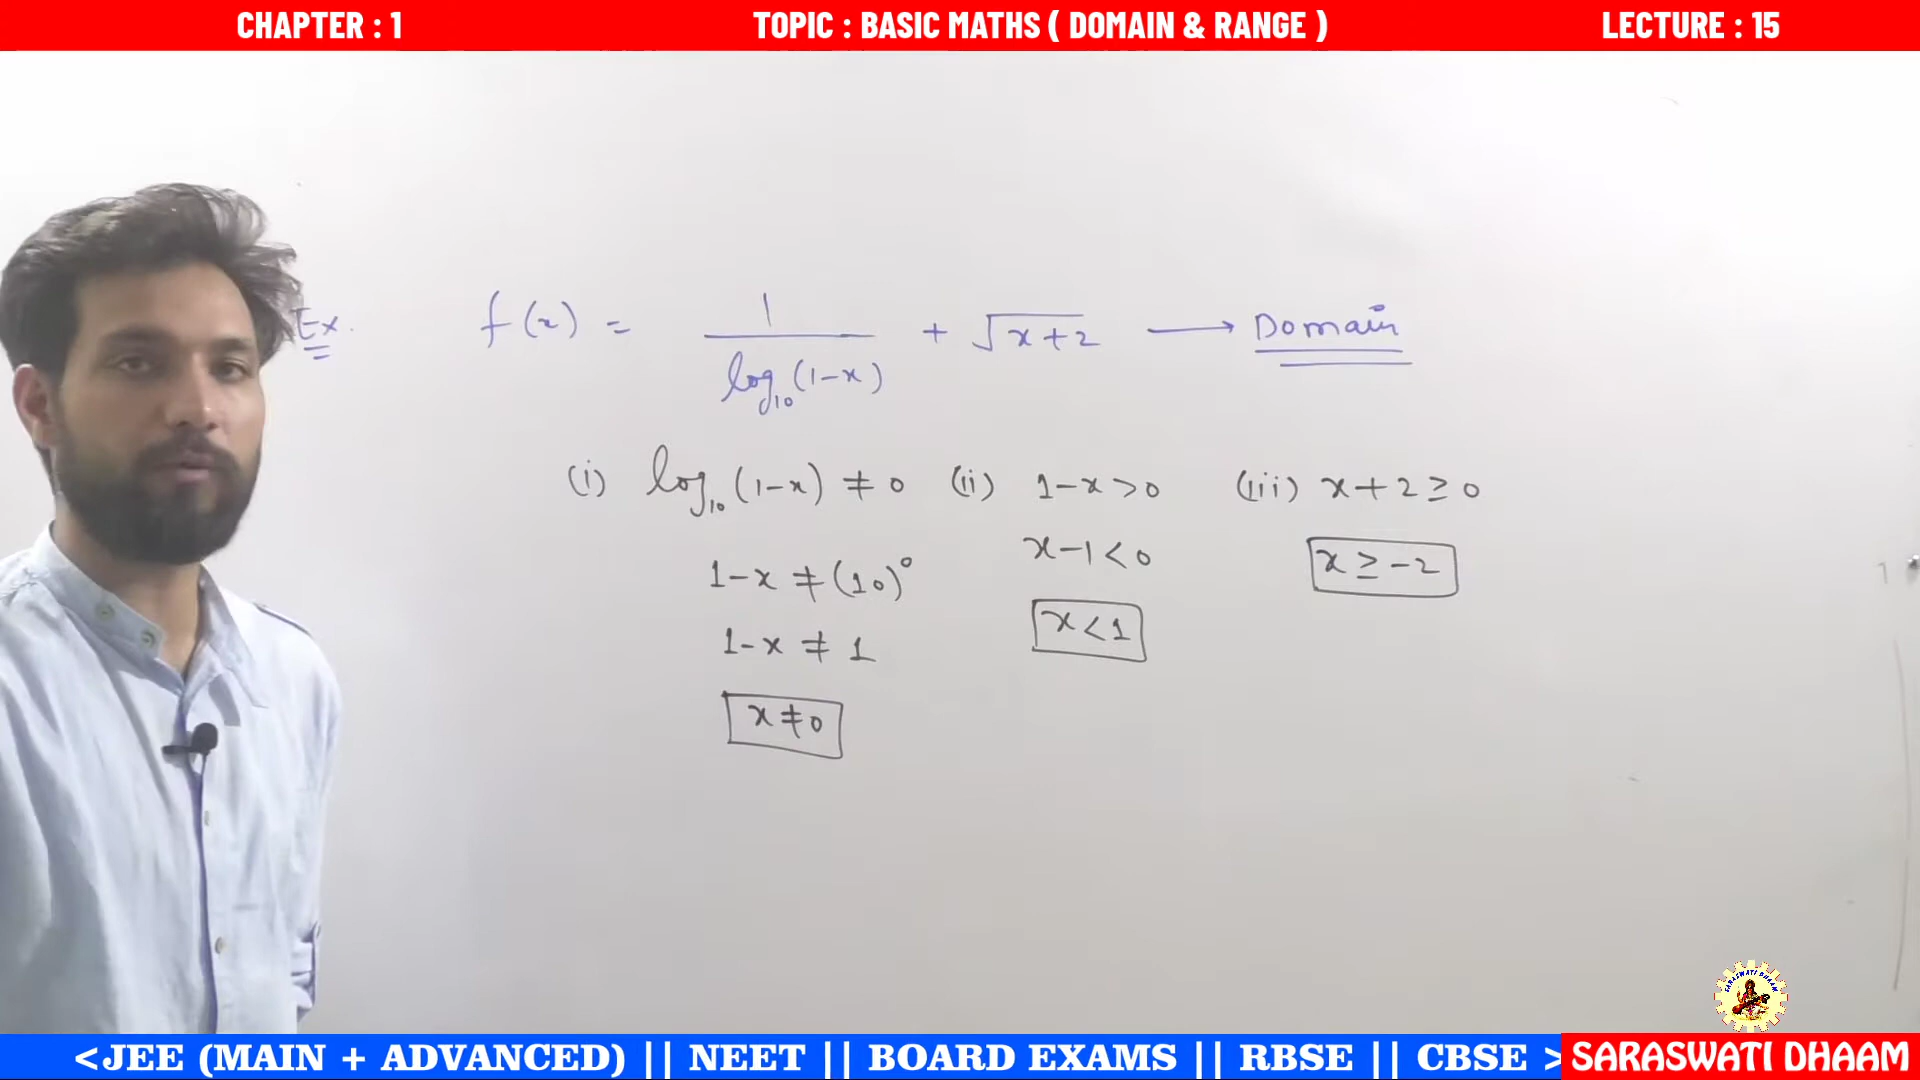 CHAPTER : 1 TOPIC : BASIC MATHS ( DOMAIN & RANGE ) LECTURE : 15
Ex. f(x) = 1/log₁₀(1-x) + √x+2 ⟶ Domain
(i) log₁₀(1-x) ≠ 0 (ii) 1-x>0 (iii) x+2≥0
1-x ≠ (10)⁰ x-1<0 x≥-2
1-x ≠ 1 x<1
x≠0
SARASWATI DHAAM
<JEE (MAIN + ADVANCED) || NEET || BOARD EXAMS || RBSE || CBSE > SARASWATI DHAAM